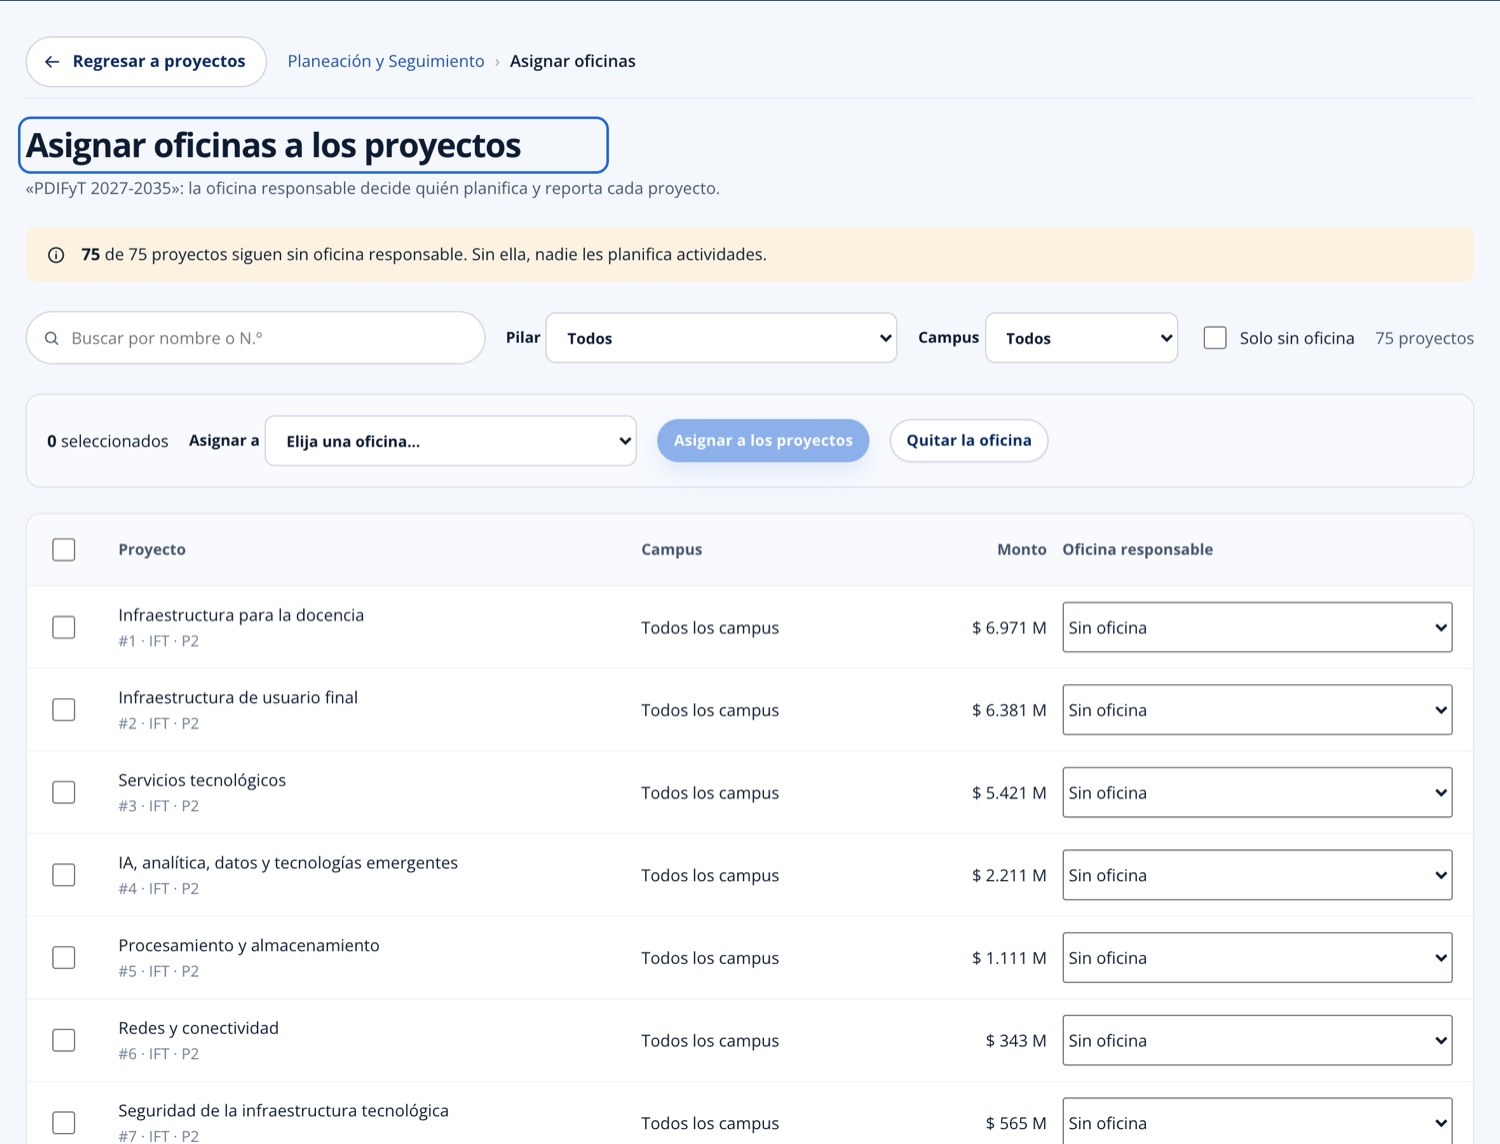 ← Regresar a proyectos Planeación y Seguimiento › Asignar oficinas
Asignar oficinas a los proyectos
«PDIFyT 2027-2035»: la oficina responsable decide quién planifica y reporta cada proyecto.
75 de 75 proyectos siguen sin oficina responsable. Sin ella, nadie les planifica actividades.
Buscar por nombre o N.º Pilar Todos Campus Todos Solo sin oficina 75 proyectos
0 seleccionados Asignar a Elija una oficina... Asignar a los proyectos Quitar la oficina
Proyecto Campus Monto Oficina responsable
Infraestructura para la docencia
#1 · IFT · P2 Todos los campus $ 6.971 M Sin oficina
Infraestructura de usuario final
#2 · IFT · P2 Todos los campus $ 6.381 M Sin oficina
Servicios tecnológicos
#3 · IFT · P2 Todos los campus $ 5.421 M Sin oficina
IA, analítica, datos y tecnologías emergentes
#4 · IFT · P2 Todos los campus $ 2.211 M Sin oficina
Procesamiento y almacenamiento
#5 · IFT · P2 Todos los campus $ 1.111 M Sin oficina
Redes y conectividad
#6 · IFT · P2 Todos los campus $ 343 M Sin oficina
Seguridad de la infraestructura tecnológica
#7 · IFT · P2 Todos los campus $ 565 M Sin oficina